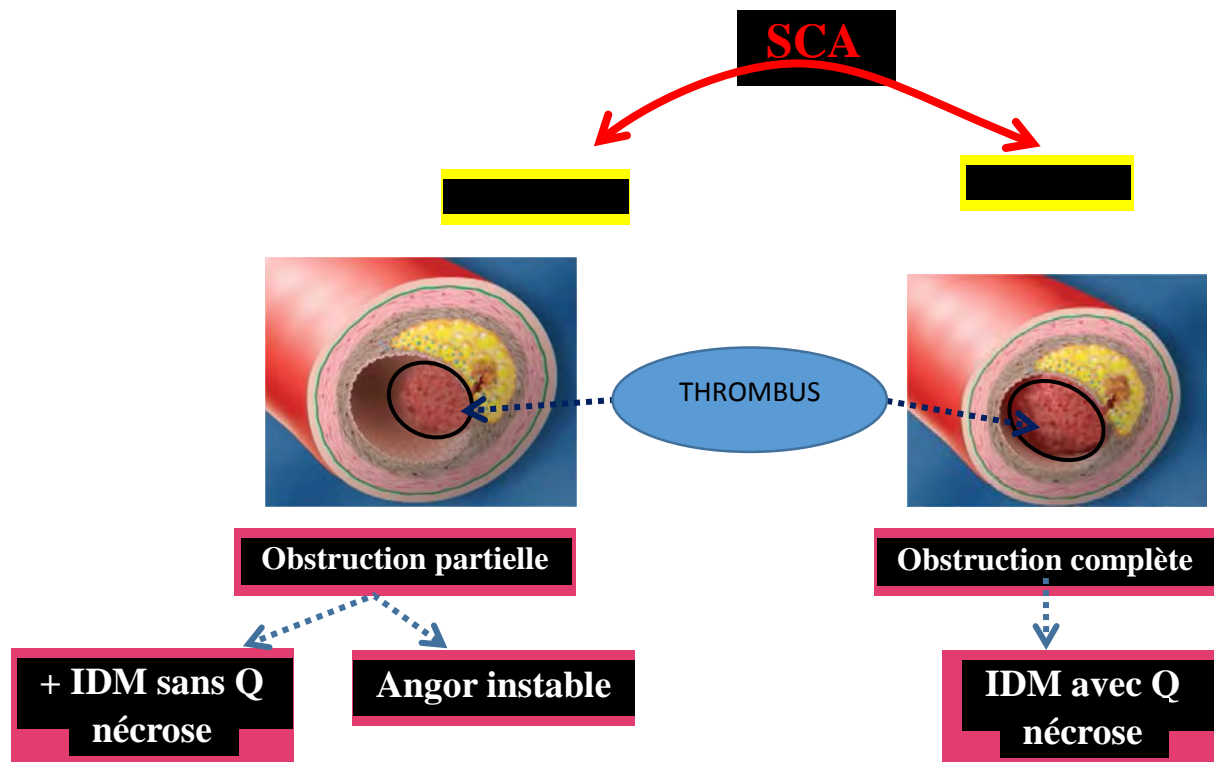 SCA
THROMBUS
Obstruction partielle
Obstruction complète
+ IDM sans Q
nécrose
Angor instable
IDM avec Q
nécrose